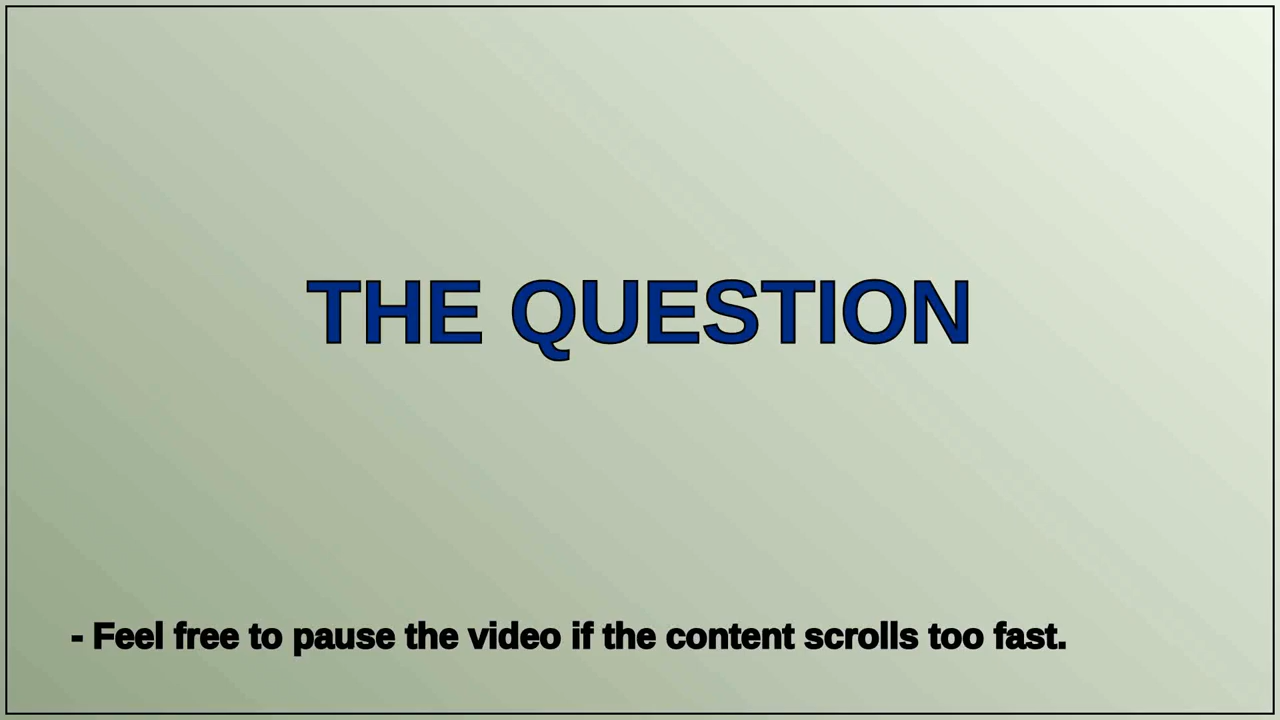 THE QUESTION
- Feel free to pause the video if the content scrolls too fast.